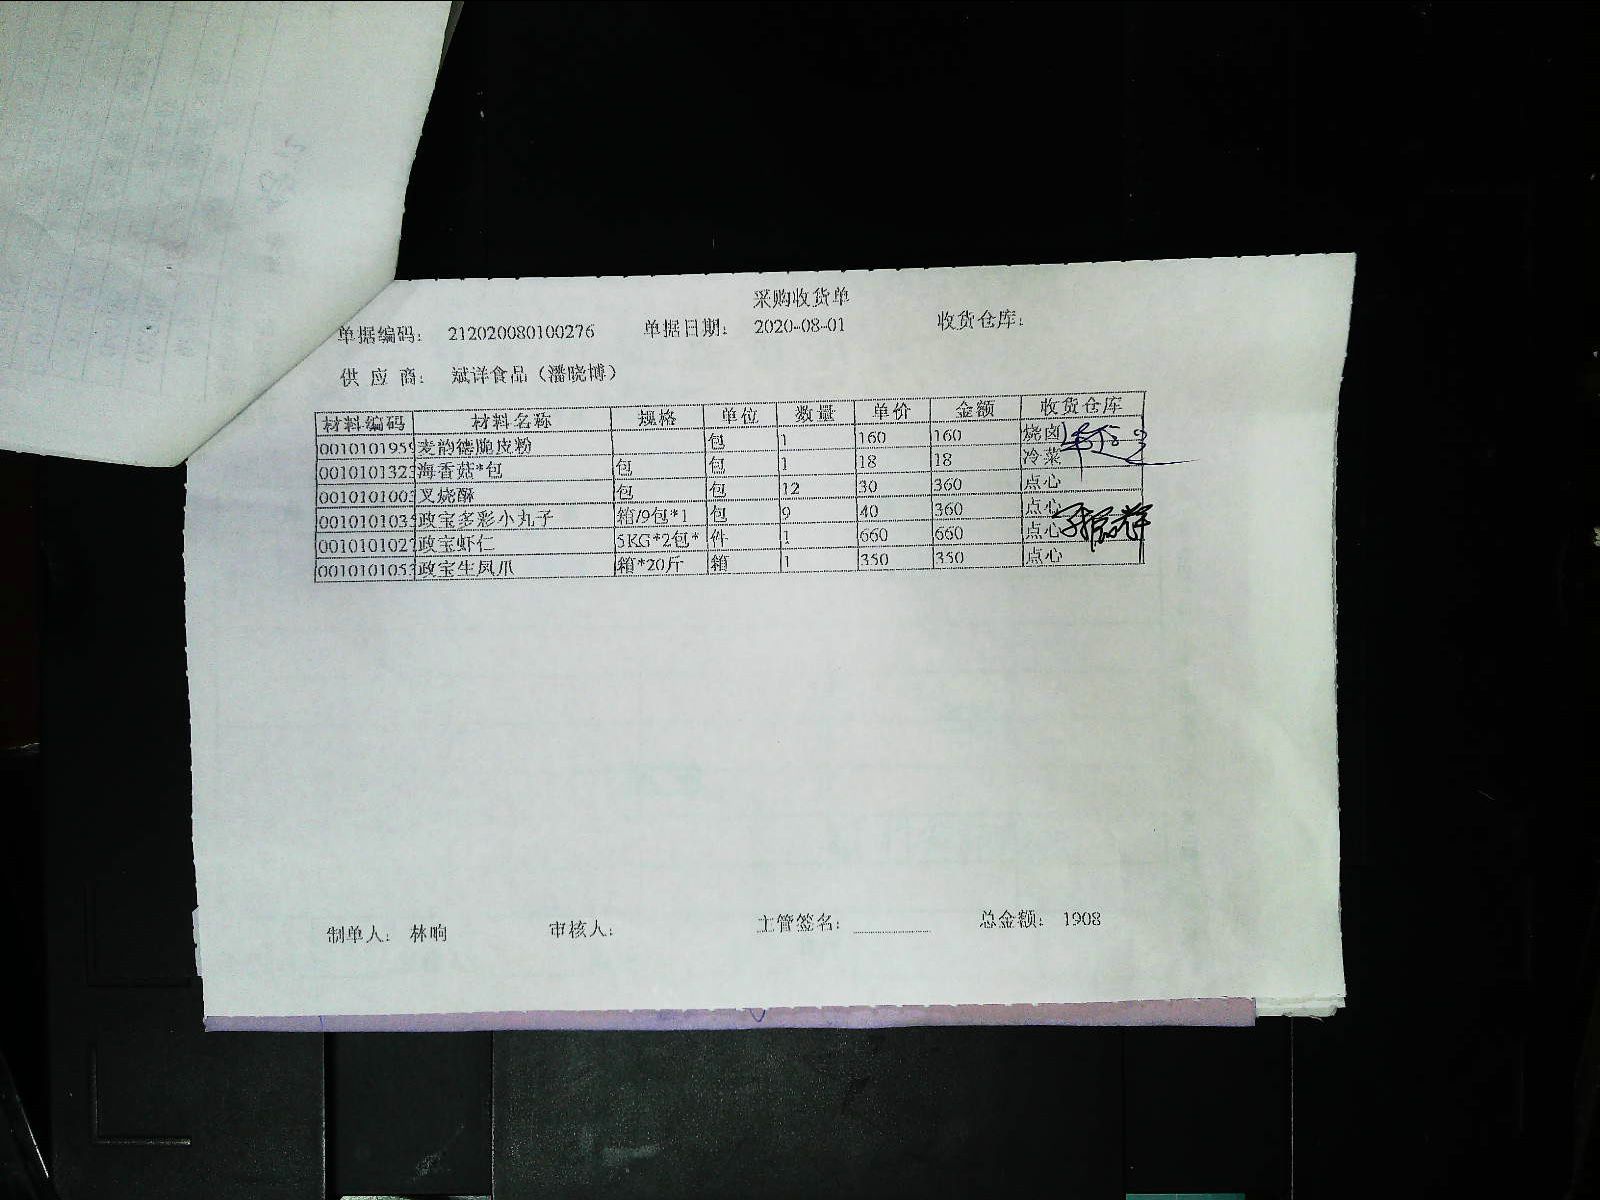 采购收货单
单据编码: 212020080100276 单据日期: 2020-08-01 收货仓库:
供 应 商: 斌洋食品（潘晓博）
材料编码 材料名称 规格 单位 数量 单价 金额 收货仓库
0010101959 麦韵德脆皮粉 包 1 160 160 烧卤
001010132 海香菇*包 包 包 1 18 18 冷菜
001010100 叉烧酥 包 包 12 30 360 点心
001010103 政宝多彩小丸子 箱/9包*1 包 9 40 360 点心
001010102 政宝虾仁 5KG*2包* 件 1 660 660 点心
001010105 政宝生凤爪 箱*20斤 箱 1 350 350 点心
制单人: 林响 审核人: 主管签名: 总金额: 1908